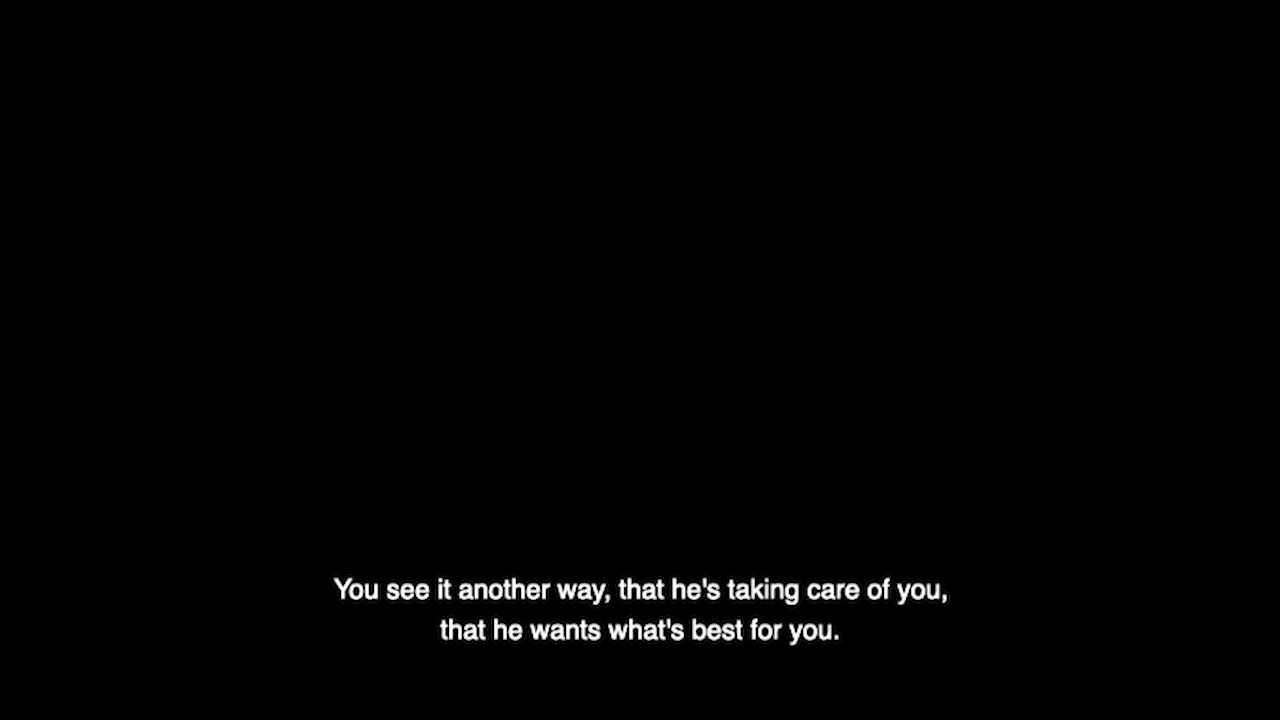 You see it another way, that he's taking care of you,
that he wants what's best for you.